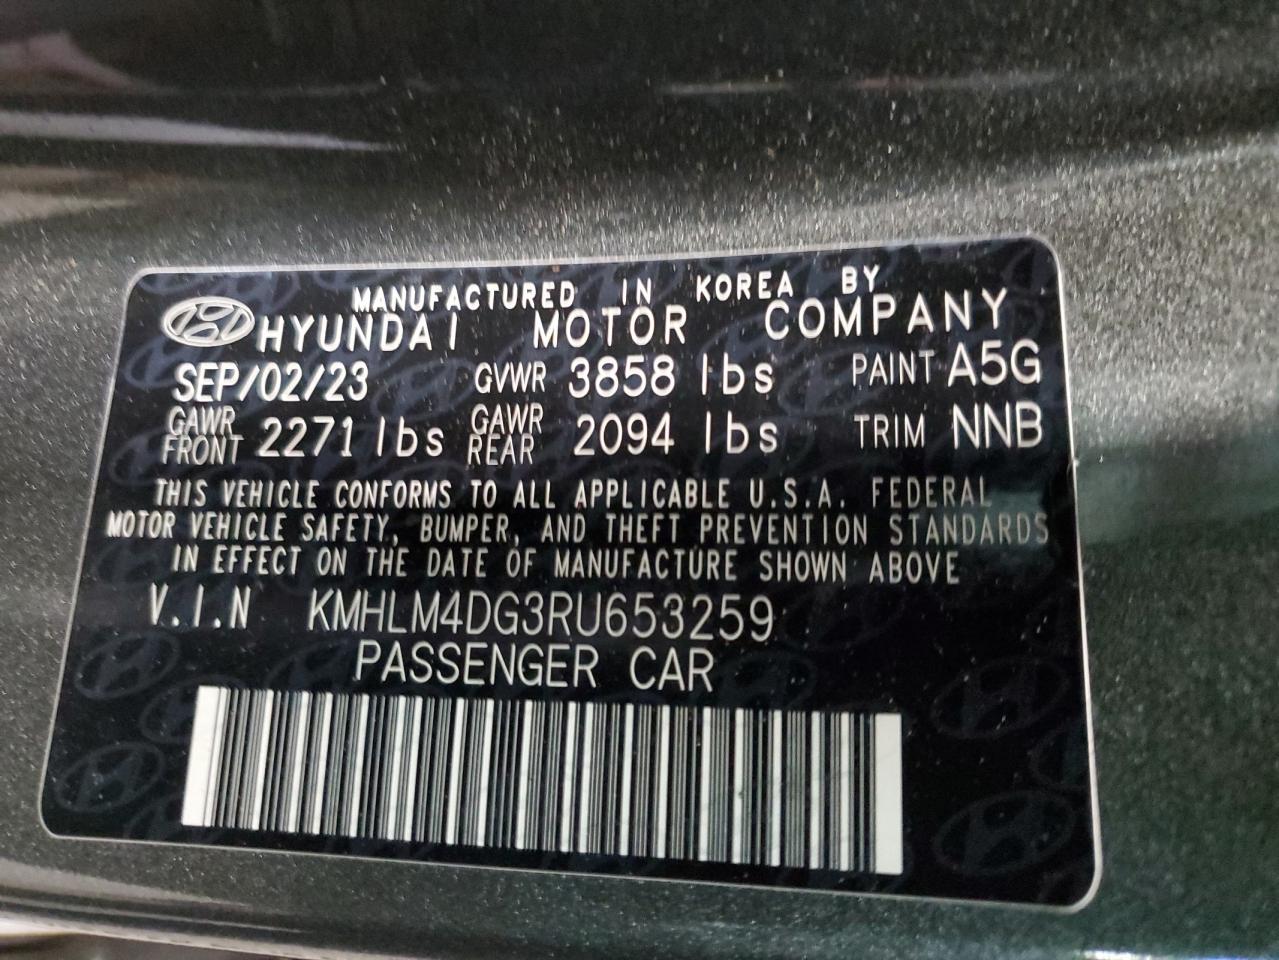 MANUFACTURED IN KOREA BY
HYUNDAI MOTOR COMPANY
SEP/02/23 GVWR 3858 lbs PAINT A5G
GAWR FRONT 2271 lbs GAWR REAR 2094 lbs TRIM NNB
THIS VEHICLE CONFORMS TO ALL APPLICABLE U.S.A. FEDERAL
MOTOR VEHICLE SAFETY, BUMPER, AND THEFT PREVENTION STANDARDS
IN EFFECT ON THE DATE OF MANUFACTURE SHOWN ABOVE
V.I.N KMHLM4DG3RU653259
PASSENGER CAR